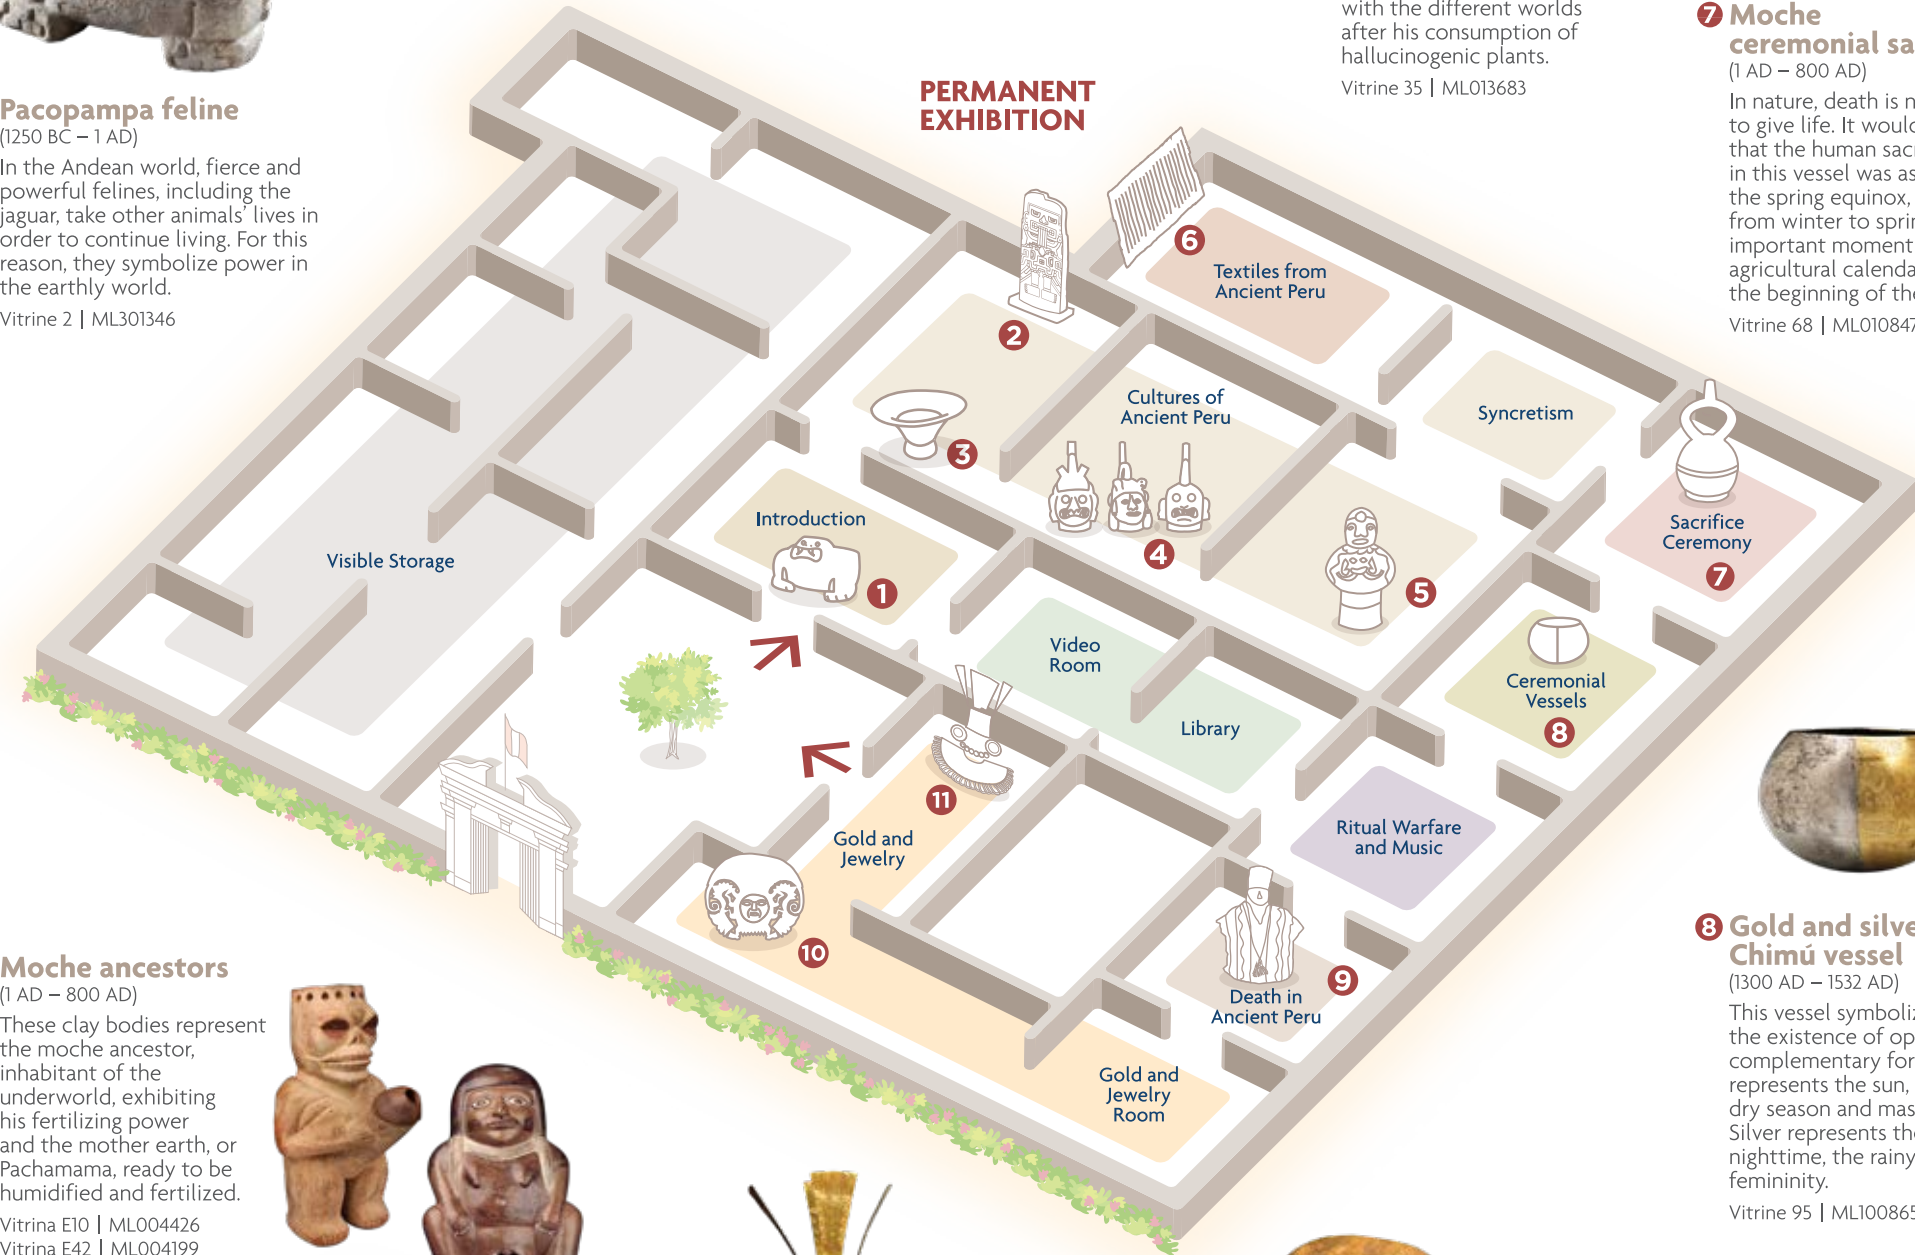 Pacopampa feline
(1250 BC – 1 AD)
In the Andean world, fierce and
powerful felines, including the
jaguar, take other animals' lives in
order to continue living. For this
reason, they symbolize power in
the earthly world.
Vitrine 2 | ML301346
Moche ancestors
(1 AD – 800 AD)
These clay bodies represent
the moche ancestor,
inhabitant of the
underworld, exhibiting
his fertilizing power
and the mother earth, or
Pachamama, ready to be
humidified and fertilized.
Vitrina E10 | ML004426
Vitrina E42 | ML004199
PERMANENT
EXHIBITION
with the different worlds
after his consumption of
hallucinogenic plants.
Vitrine 35 | ML013683
6
Textiles from
Ancient Peru
2
Cultures of
Ancient Peru
Syncretism
3
Introduction
1
4
5
Sacrifice
Ceremony
7
Visible Storage
Video
Room
Library
Ceremonial
Vessels
8
11
Gold and
Jewelry
Ritual Warfare
and Music
10
9
Death in
Ancient Peru
Gold and
Jewelry
Room
7 Moche
ceremonial sa
(1 AD – 800 AD)
In nature, death is n
to give life. It would
that the human sac
in this vessel was as
the spring equinox,
from winter to sprin
important moment
agricultural calenda
the beginning of the
Vitrine 68 | ML010847
8 Gold and silve
Chimú vessel
(1300 AD – 1532 AD)
This vessel symboliz
the existence of op
complementary for
represents the sun,
dry season and mas
Silver represents the
nighttime, the rainy
femininity.
Vitrine 95 | ML100865